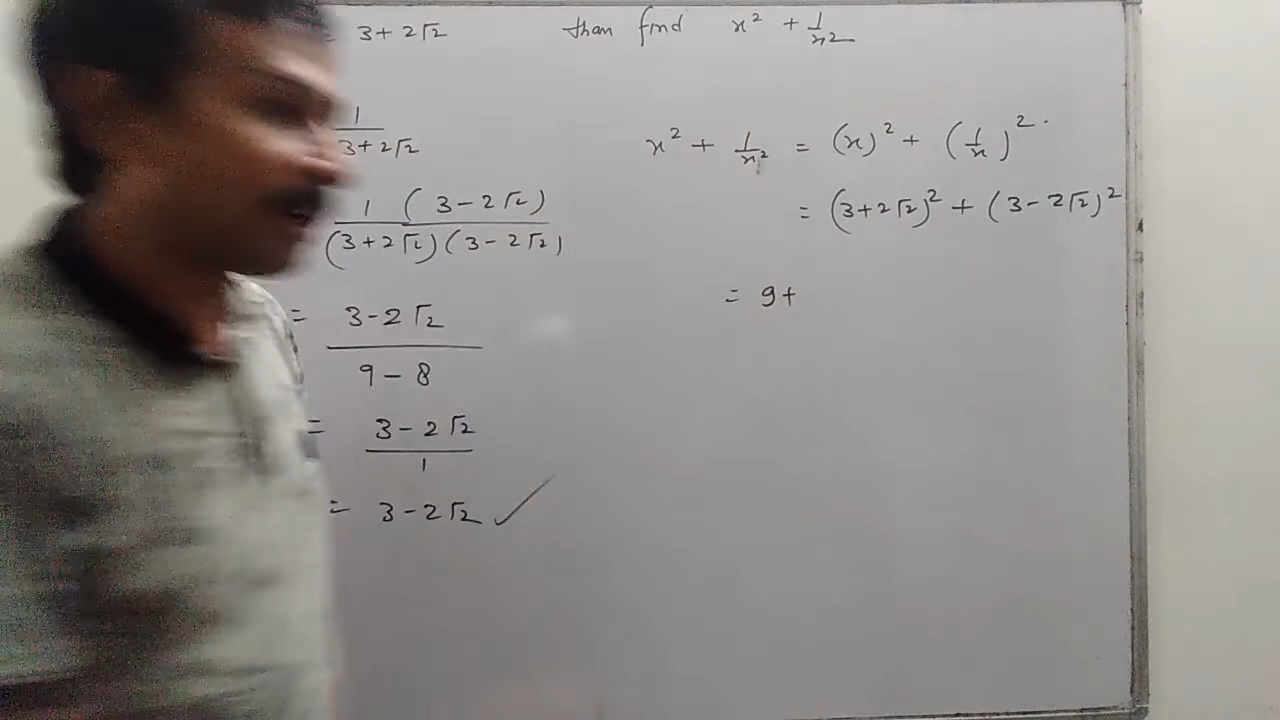 = 3 + 2√2 than find x² + 1/x²
1/3+2√2
1 (3 - 2√2)/(3 + 2√2)(3 - 2√2)
= 3 - 2√2/9 - 8
= 3 - 2√2/1
= 3 - 2√2 ✓
x² + 1/x² = (x)² + (1/x)²
= (3+2√2)² + (3-2√2)²
= 9+